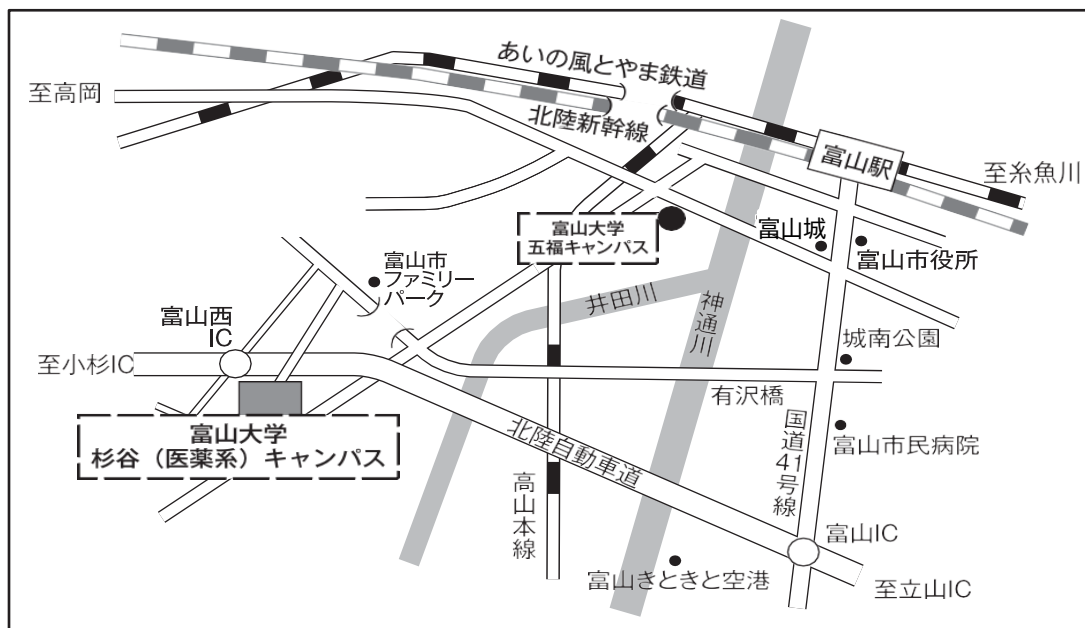 あいの風とやま鉄道
至高岡
北陸新幹線
富山駅
至糸魚川
富山大学
五福キャンパス
富山城
富山市役所
富山市
ファミリー
パーク
井田川
神通川
富山西
IC
城南公園
至小杉IC
有沢橋
富山大学
杉谷（医薬系）キャンパス
北陸自動車道
国道41号線
富山市民病院
高山本線
富山IC
富山きときと空港
至立山IC